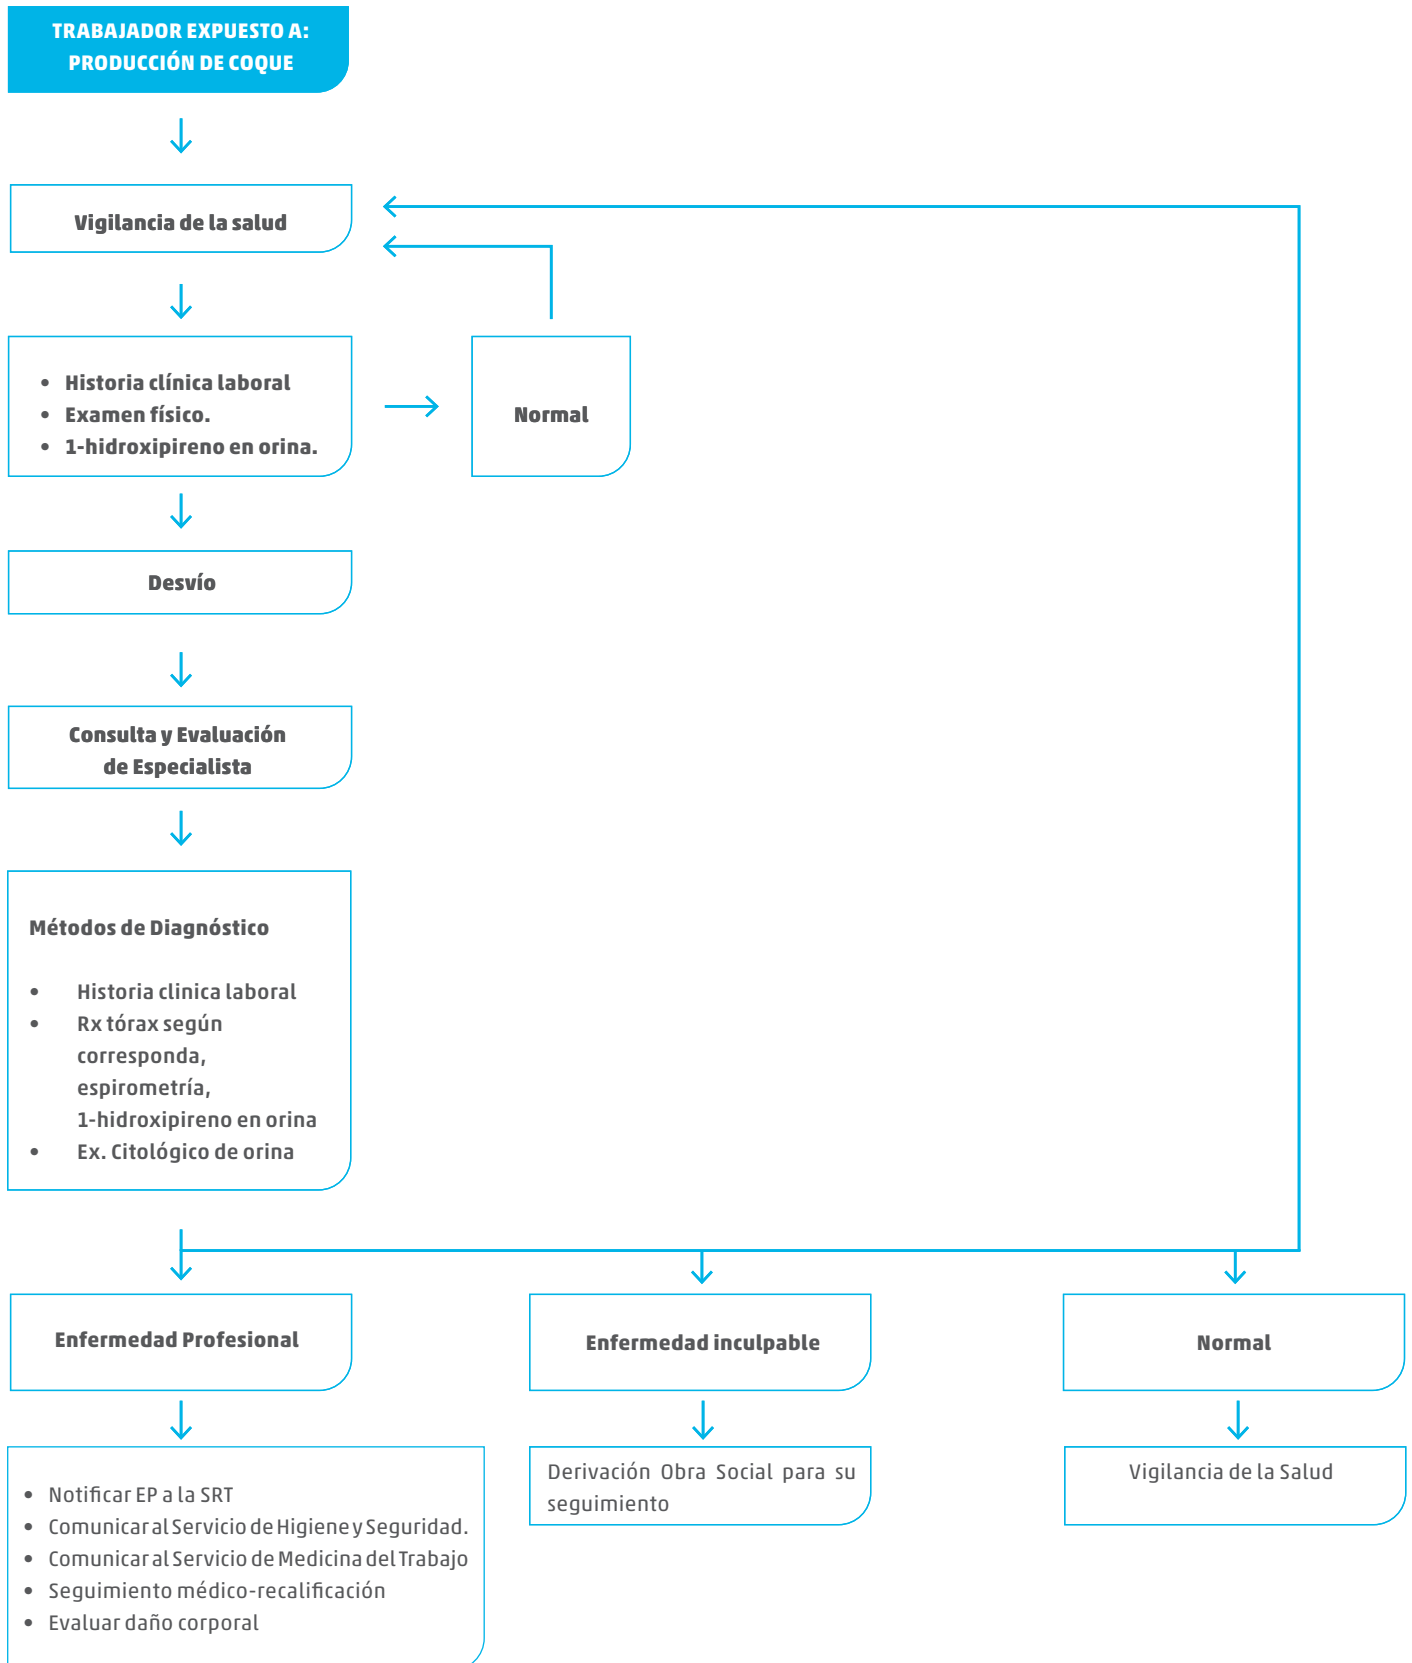 TRABAJADOR EXPUESTO A:
PRODUCCIÓN DE COQUE
Vigilancia de la salud
• Historia clínica laboral
• Examen físico.
• 1-hidroxipireno en orina.
Normal
Desvío
Consulta y Evaluación
de Especialista
Métodos de Diagnóstico
• Historia clinica laboral
• Rx tórax según
corresponda,
espirometría,
1-hidroxipireno en orina
• Ex. Citológico de orina
Enfermedad Profesional
Enfermedad inculpable
Normal
• Notificar EP a la SRT
• Comunicar al Servicio de Higiene y Seguridad.
• Comunicar al Servicio de Medicina del Trabajo
• Seguimiento médico-recalificación
• Evaluar daño corporal
Derivación Obra Social para su
seguimiento
Vigilancia de la Salud